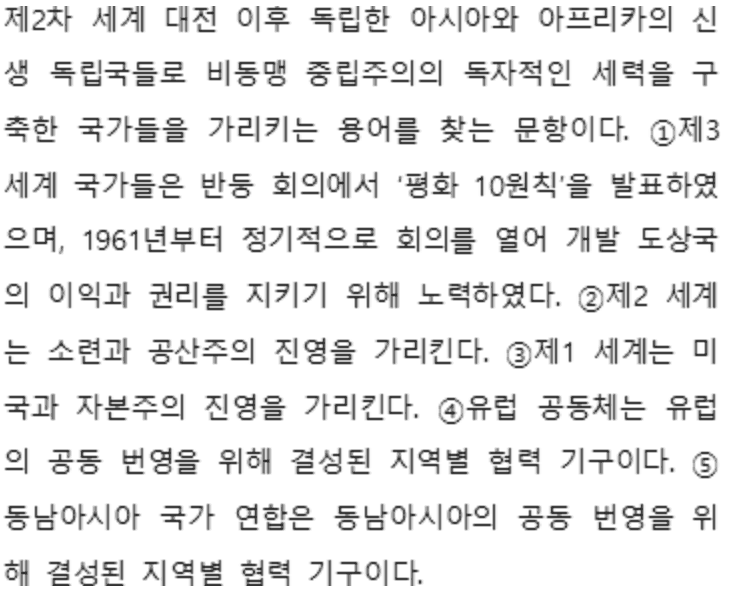 제2차 세계 대전 이후 독립한 아시아와 아프리카의 신
생 독립국들로 비동맹 중립주의의 독자적인 세력을 구
축한 국가들을 가리키는 용어를 찾는 문항이다. ①제3
세계 국가들은 반둥 회의에서 ‘평화 10원칙’을 발표하였
으며, 1961년부터 정기적으로 회의를 열어 개발 도상국
의 이익과 권리를 지키기 위해 노력하였다. ②제2 세계
는 소련과 공산주의 진영을 가리킨다. ③제1 세계는 미
국과 자본주의 진영을 가리킨다. ④유럽 공동체는 유럽
의 공동 번영을 위해 결성된 지역별 협력 기구이다. ⑤
동남아시아 국가 연합은 동남아시아의 공동 번영을 위
해 결성된 지역별 협력 기구이다.